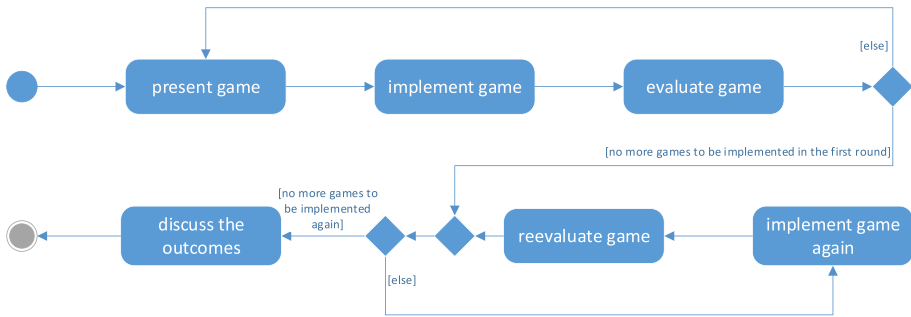 [else]
present game
implement game
evaluate game
[no more games to be implemented in the first round]
[no more games to
be implemented
again]
discuss the
outcomes
reevaluate game
implement game
again
[else]